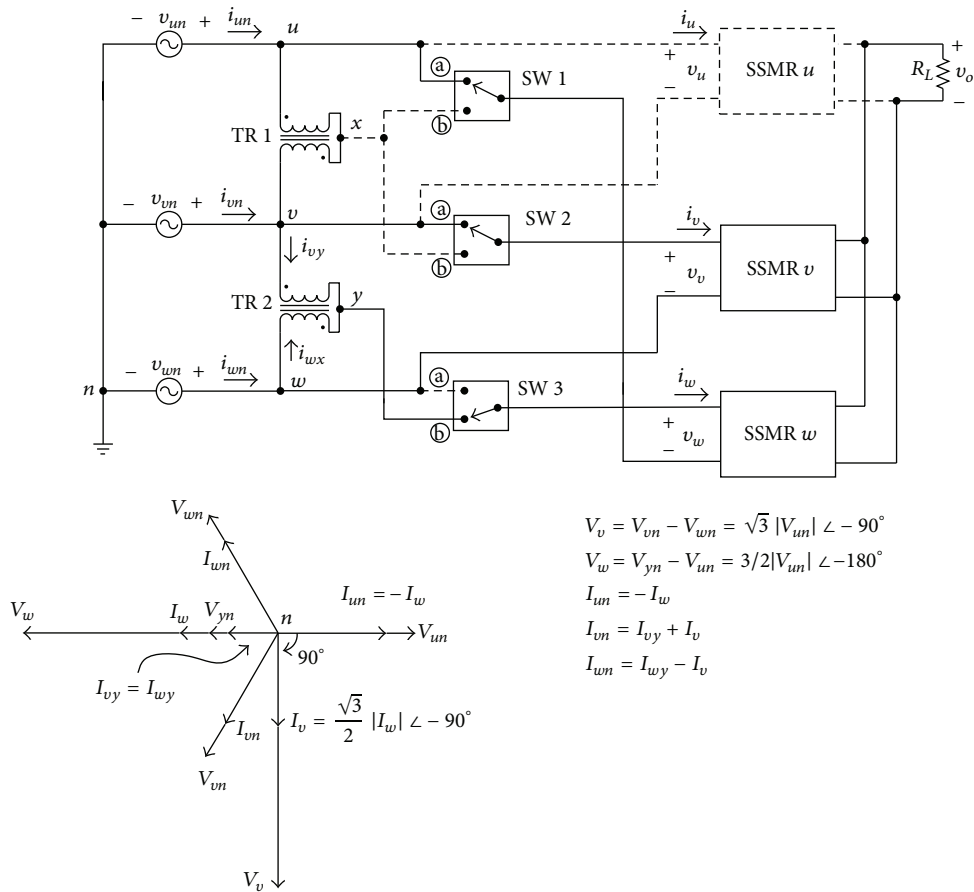 − v_un + i_un u
i_u
+
v_u
−
SSMR u
+
R_L v_o
−
ⓐ
SW 1
ⓑ
TR 1
x
− v_vn + i_vn v
ⓐ
SW 2
ⓑ
i_v
+
v_v
−
SSMR v
i_vy
TR 2
y
i_wx
n
− v_wn + i_wn w
ⓐ
SW 3
ⓑ
i_w
+
v_w
−
SSMR w
V_wn
I_wn
V_w
I_w
V_yn
n
I_un = −I_w
V_un
90°
I_vy = I_wy
I_vn
V_vn
I_v = √3/2 |I_w| ∠ − 90°
V_v
V_v = V_vn − V_wn = √3 |V_un| ∠ − 90°
V_w = V_yn − V_un = 3/2|V_un| ∠−180°
I_un = −I_w
I_vn = I_vy + I_v
I_wn = I_wy − I_v